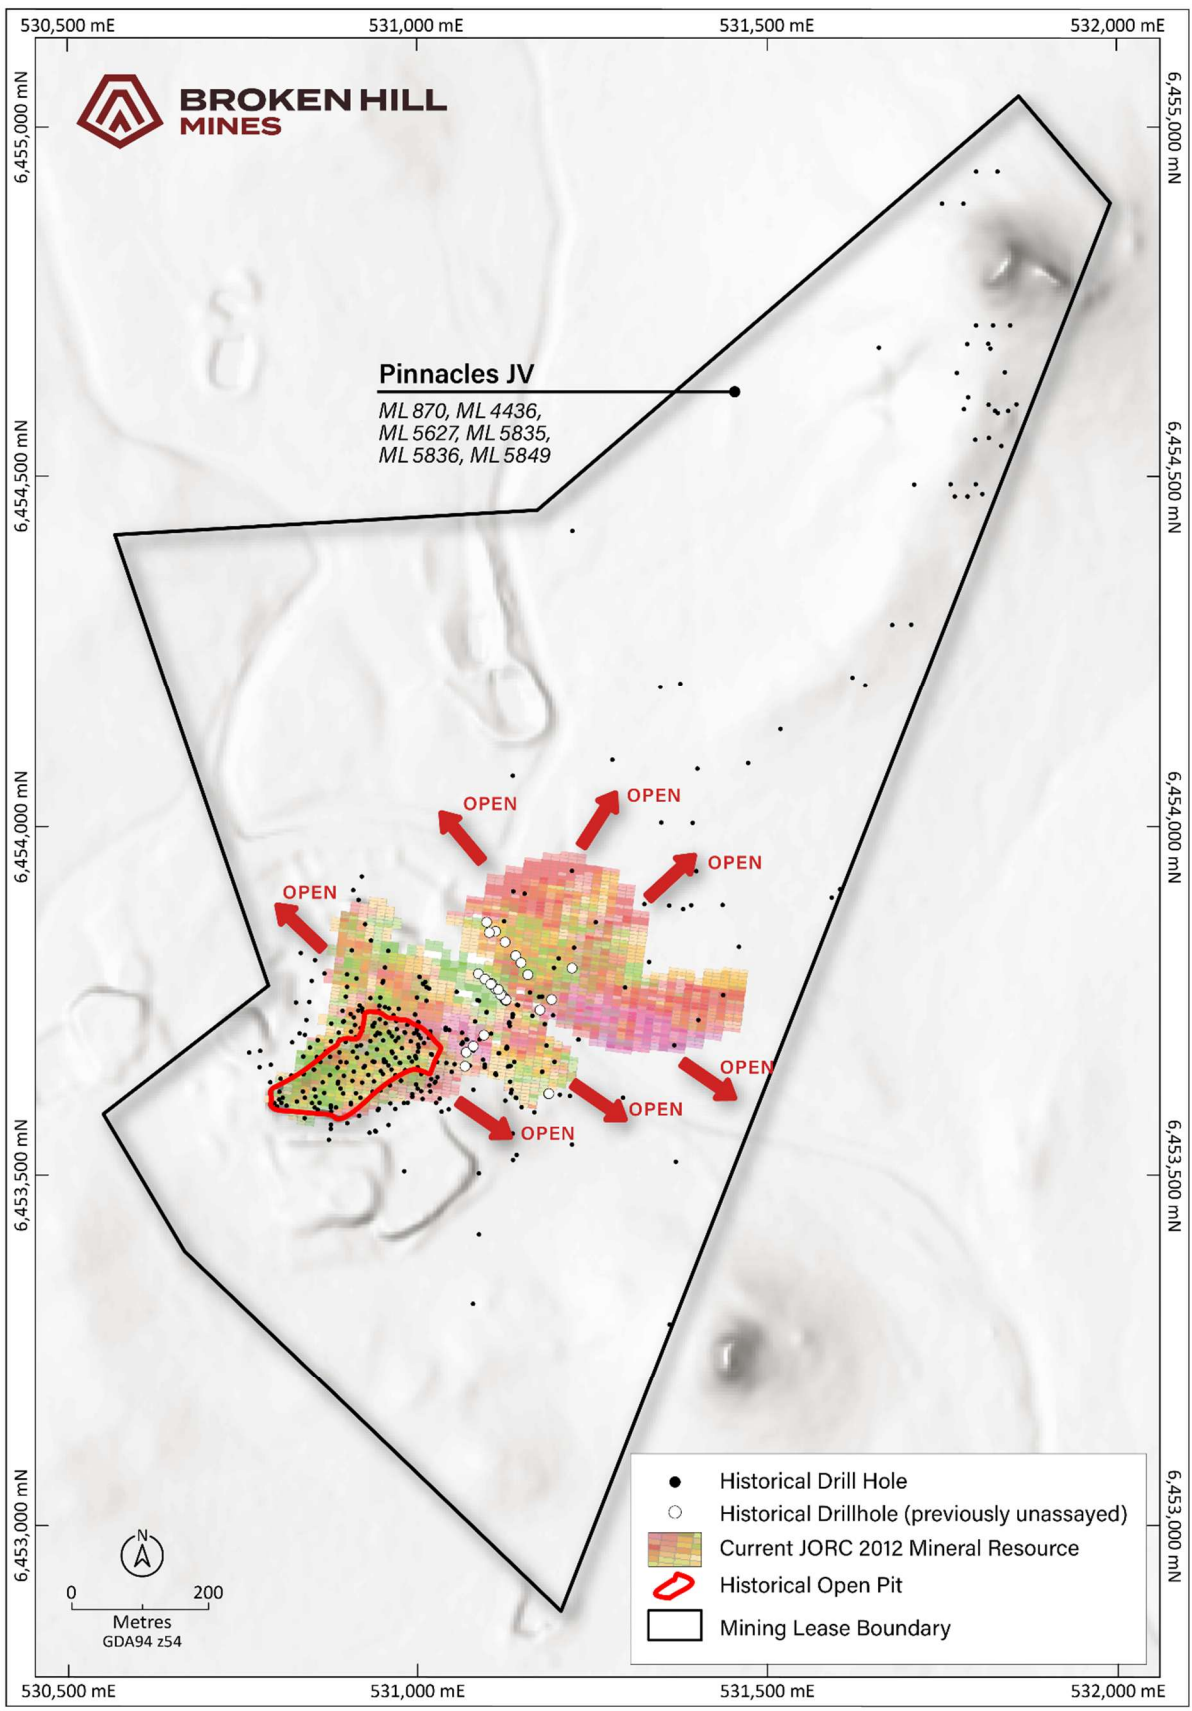 530,500 mE
531,000 mE
531,500 mE
532,000 mE
6,455,000 mN
6,455,000 mN
BROKEN HILL
MINES
Pinnacles JV
ML 870, ML 4436,
ML 5627, ML 5835,
ML 5836, ML 5849
6,454,500 mN
6,454,500 mN
6,454,000 mN
6,454,000 mN
OPEN
OPEN
OPEN
OPEN
OPEN
OPEN
OPEN
6,453,500 mN
6,453,500 mN
6,453,000 mN
6,453,000 mN
Historical Drill Hole
Historical Drillhole (previously unassayed)
Current JORC 2012 Mineral Resource
Historical Open Pit
Mining Lease Boundary
N
0 200
Metres
GDA94 z54
530,500 mE
531,000 mE
531,500 mE
532,000 mE